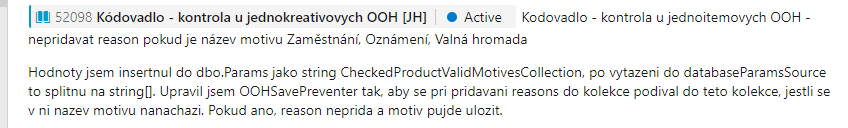 52098 Kódovadlo - kontrola u jednokreativovych OOH [JH] Active Kodovadlo - kontrola u jednoitemovych OOH -
nepridavat reason pokud je název motivu Zaměstnání, Oznámení, Valná hromada
Hodnoty jsem insertnul do dbo.Params jako string CheckedProductValidMotivesCollection, po vytazeni do databaseParamsSource
to splitnu na string[]. Upravil jsem OOHSavePreventer tak, aby se pri pridavani reasons do kolekce podival do teto kolekce, jestli se
v ni nazev motivu nanachazi. Pokud ano, reason neprida a motiv pujde ulozit.